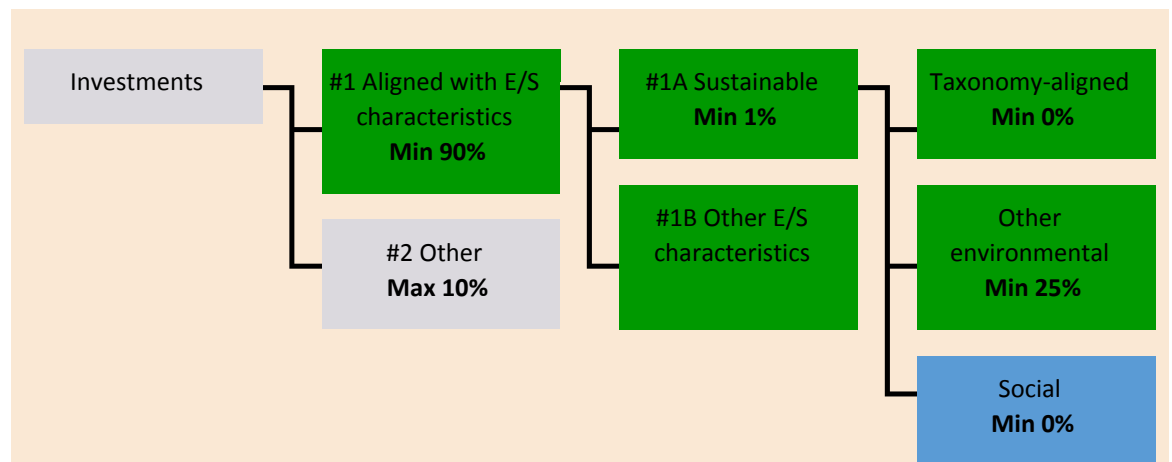 Investments
#1 Aligned with E/S
characteristics
Min 90%
#2 Other
Max 10%
#1A Sustainable
Min 1%
#1B Other E/S
characteristics
Taxonomy-aligned
Min 0%
Other
environmental
Min 25%
Social
Min 0%